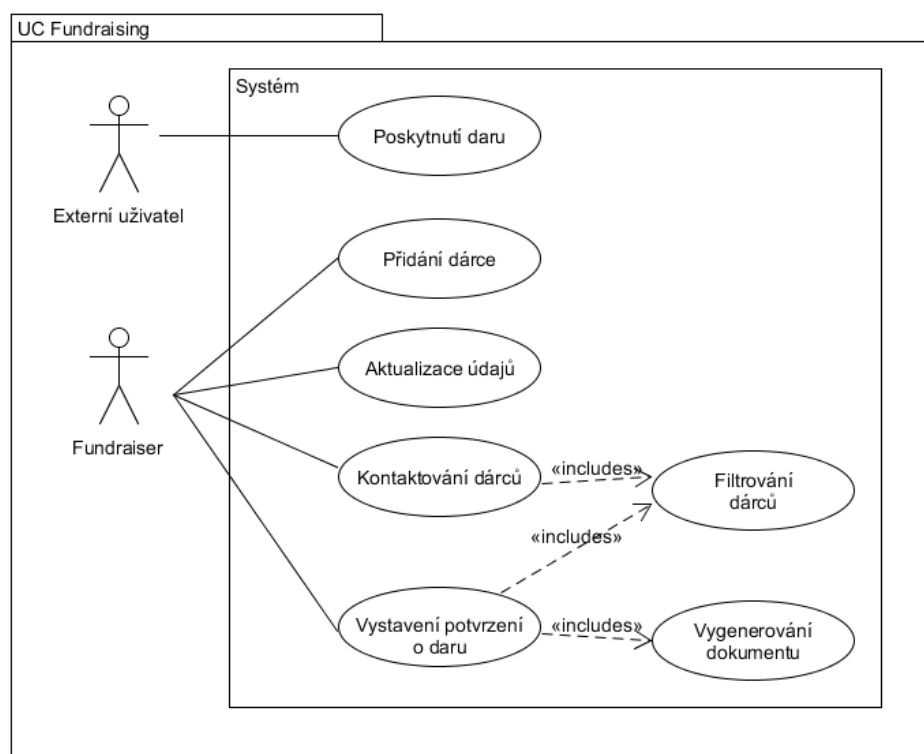 UC Fundraising
Systém
Poskytnutí daru
Externí uživatel
Přidání dárce
Aktualizace údajů
Fundraiser
Kontaktování dárců
«includes»
Filtrování
dárců
«includes»
Vystavení potvrzení
o daru
«includes»
Vygenerování
dokumentu